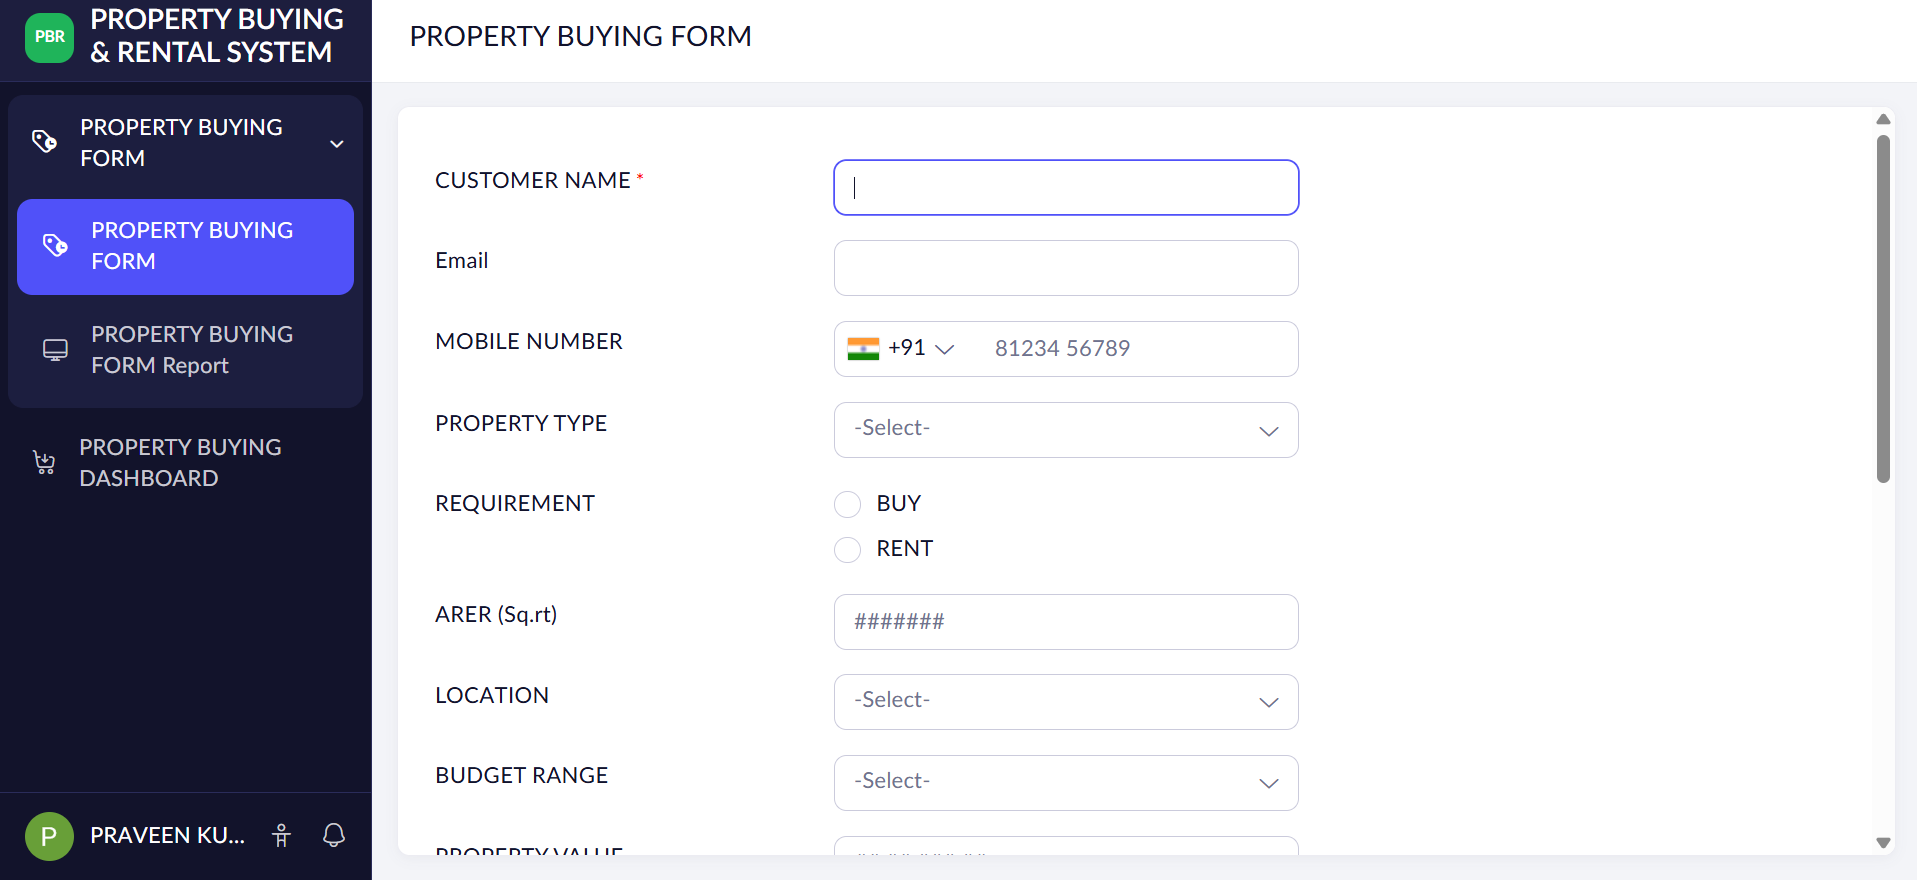 PBR
PROPERTY BUYING
& RENTAL SYSTEM
PROPERTY BUYING
FORM
PROPERTY BUYING
FORM
PROPERTY BUYING
FORM Report
PROPERTY BUYING
DASHBOARD
P
PRAVEEN KU...
PROPERTY BUYING FORM
CUSTOMER NAME *
Email
MOBILE NUMBER
+91
81234 56789
PROPERTY TYPE
-Select-
REQUIREMENT
BUY
RENT
ARER (Sq.rt)
#######
LOCATION
-Select-
BUDGET RANGE
-Select-
PROPERTY VALUE